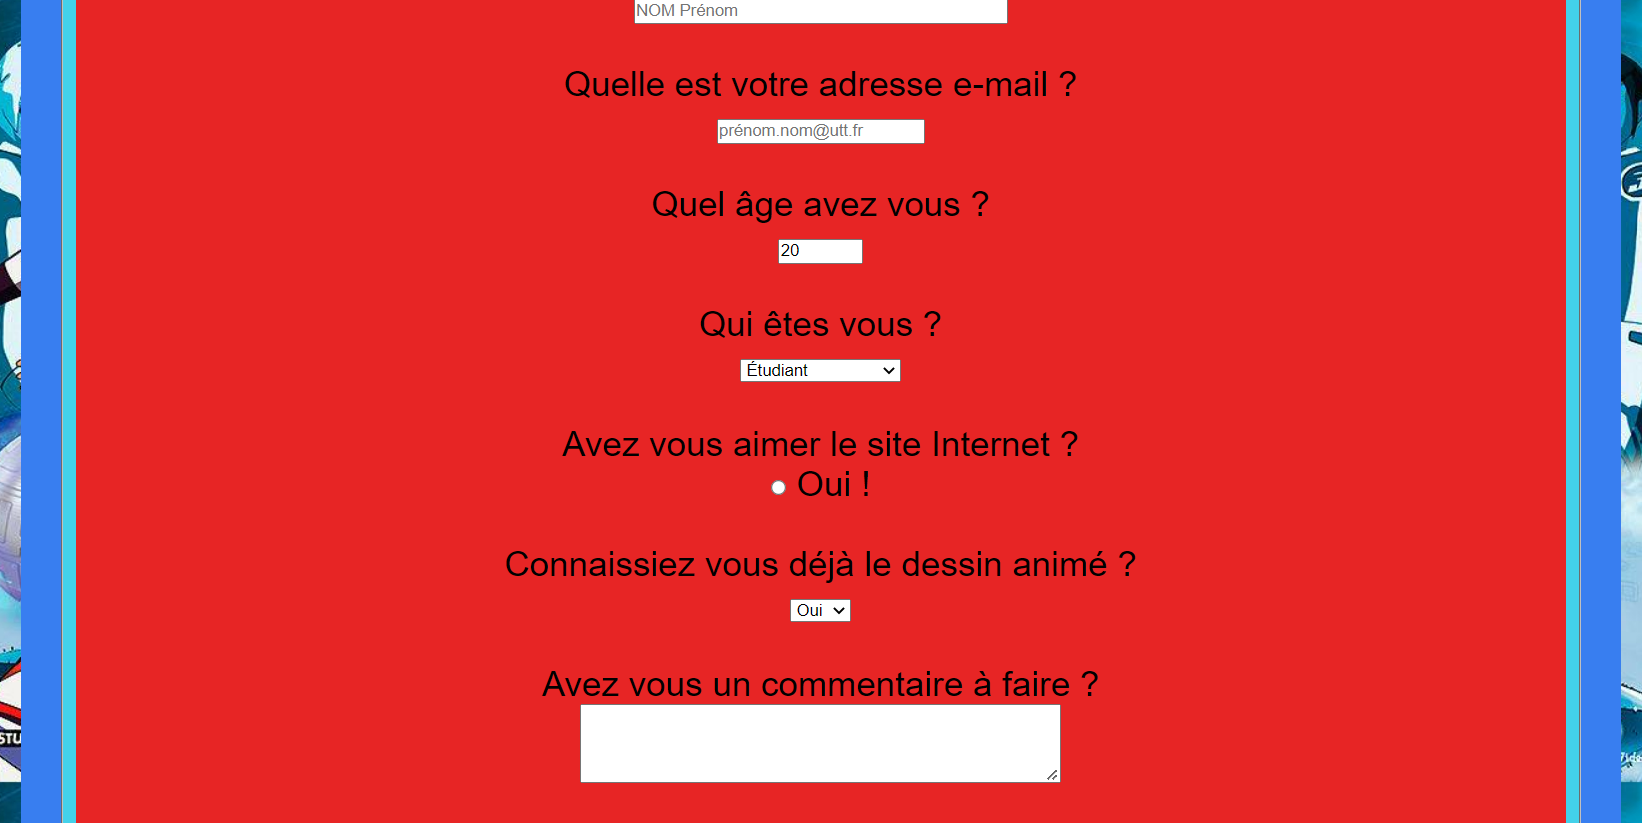 NOM Prénom
Quelle est votre adresse e-mail ?
prénom.nom@utt.fr
Quel âge avez vous ?
20
Qui êtes vous ?
Étudiant
Avez vous aimer le site Internet ?
Oui !
Connaissiez vous déjà le dessin animé ?
Oui
Avez vous un commentaire à faire ?
STU